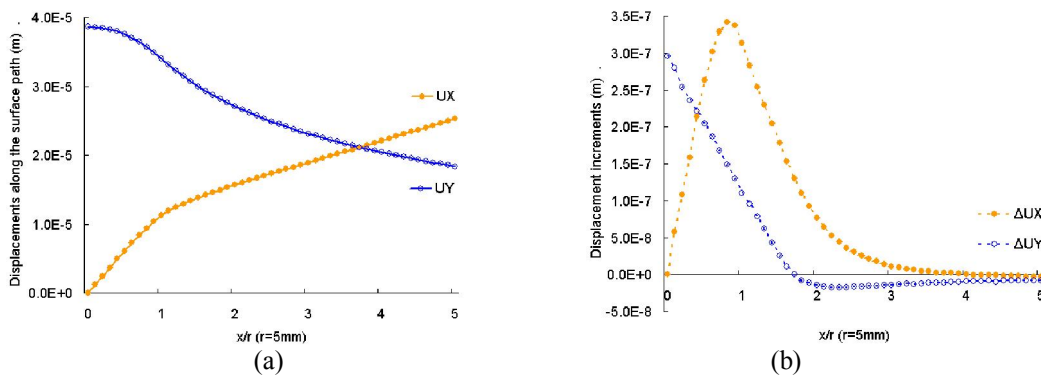 Displacements along the surface path (m)
4.0E-5
3.0E-5
2.0E-5
1.0E-5
0.0E+0
UX
UY
0 1 2 3 4 5
x/r (r=5mm)
(a)
Displacement increments (m)
3.5E-7
3.0E-7
2.5E-7
2.0E-7
1.5E-7
1.0E-7
5.0E-8
0.0E+0
-5.0E-8
ΔUX
ΔUY
0 1 2 3 4 5
x/r (r=5mm)
(b)